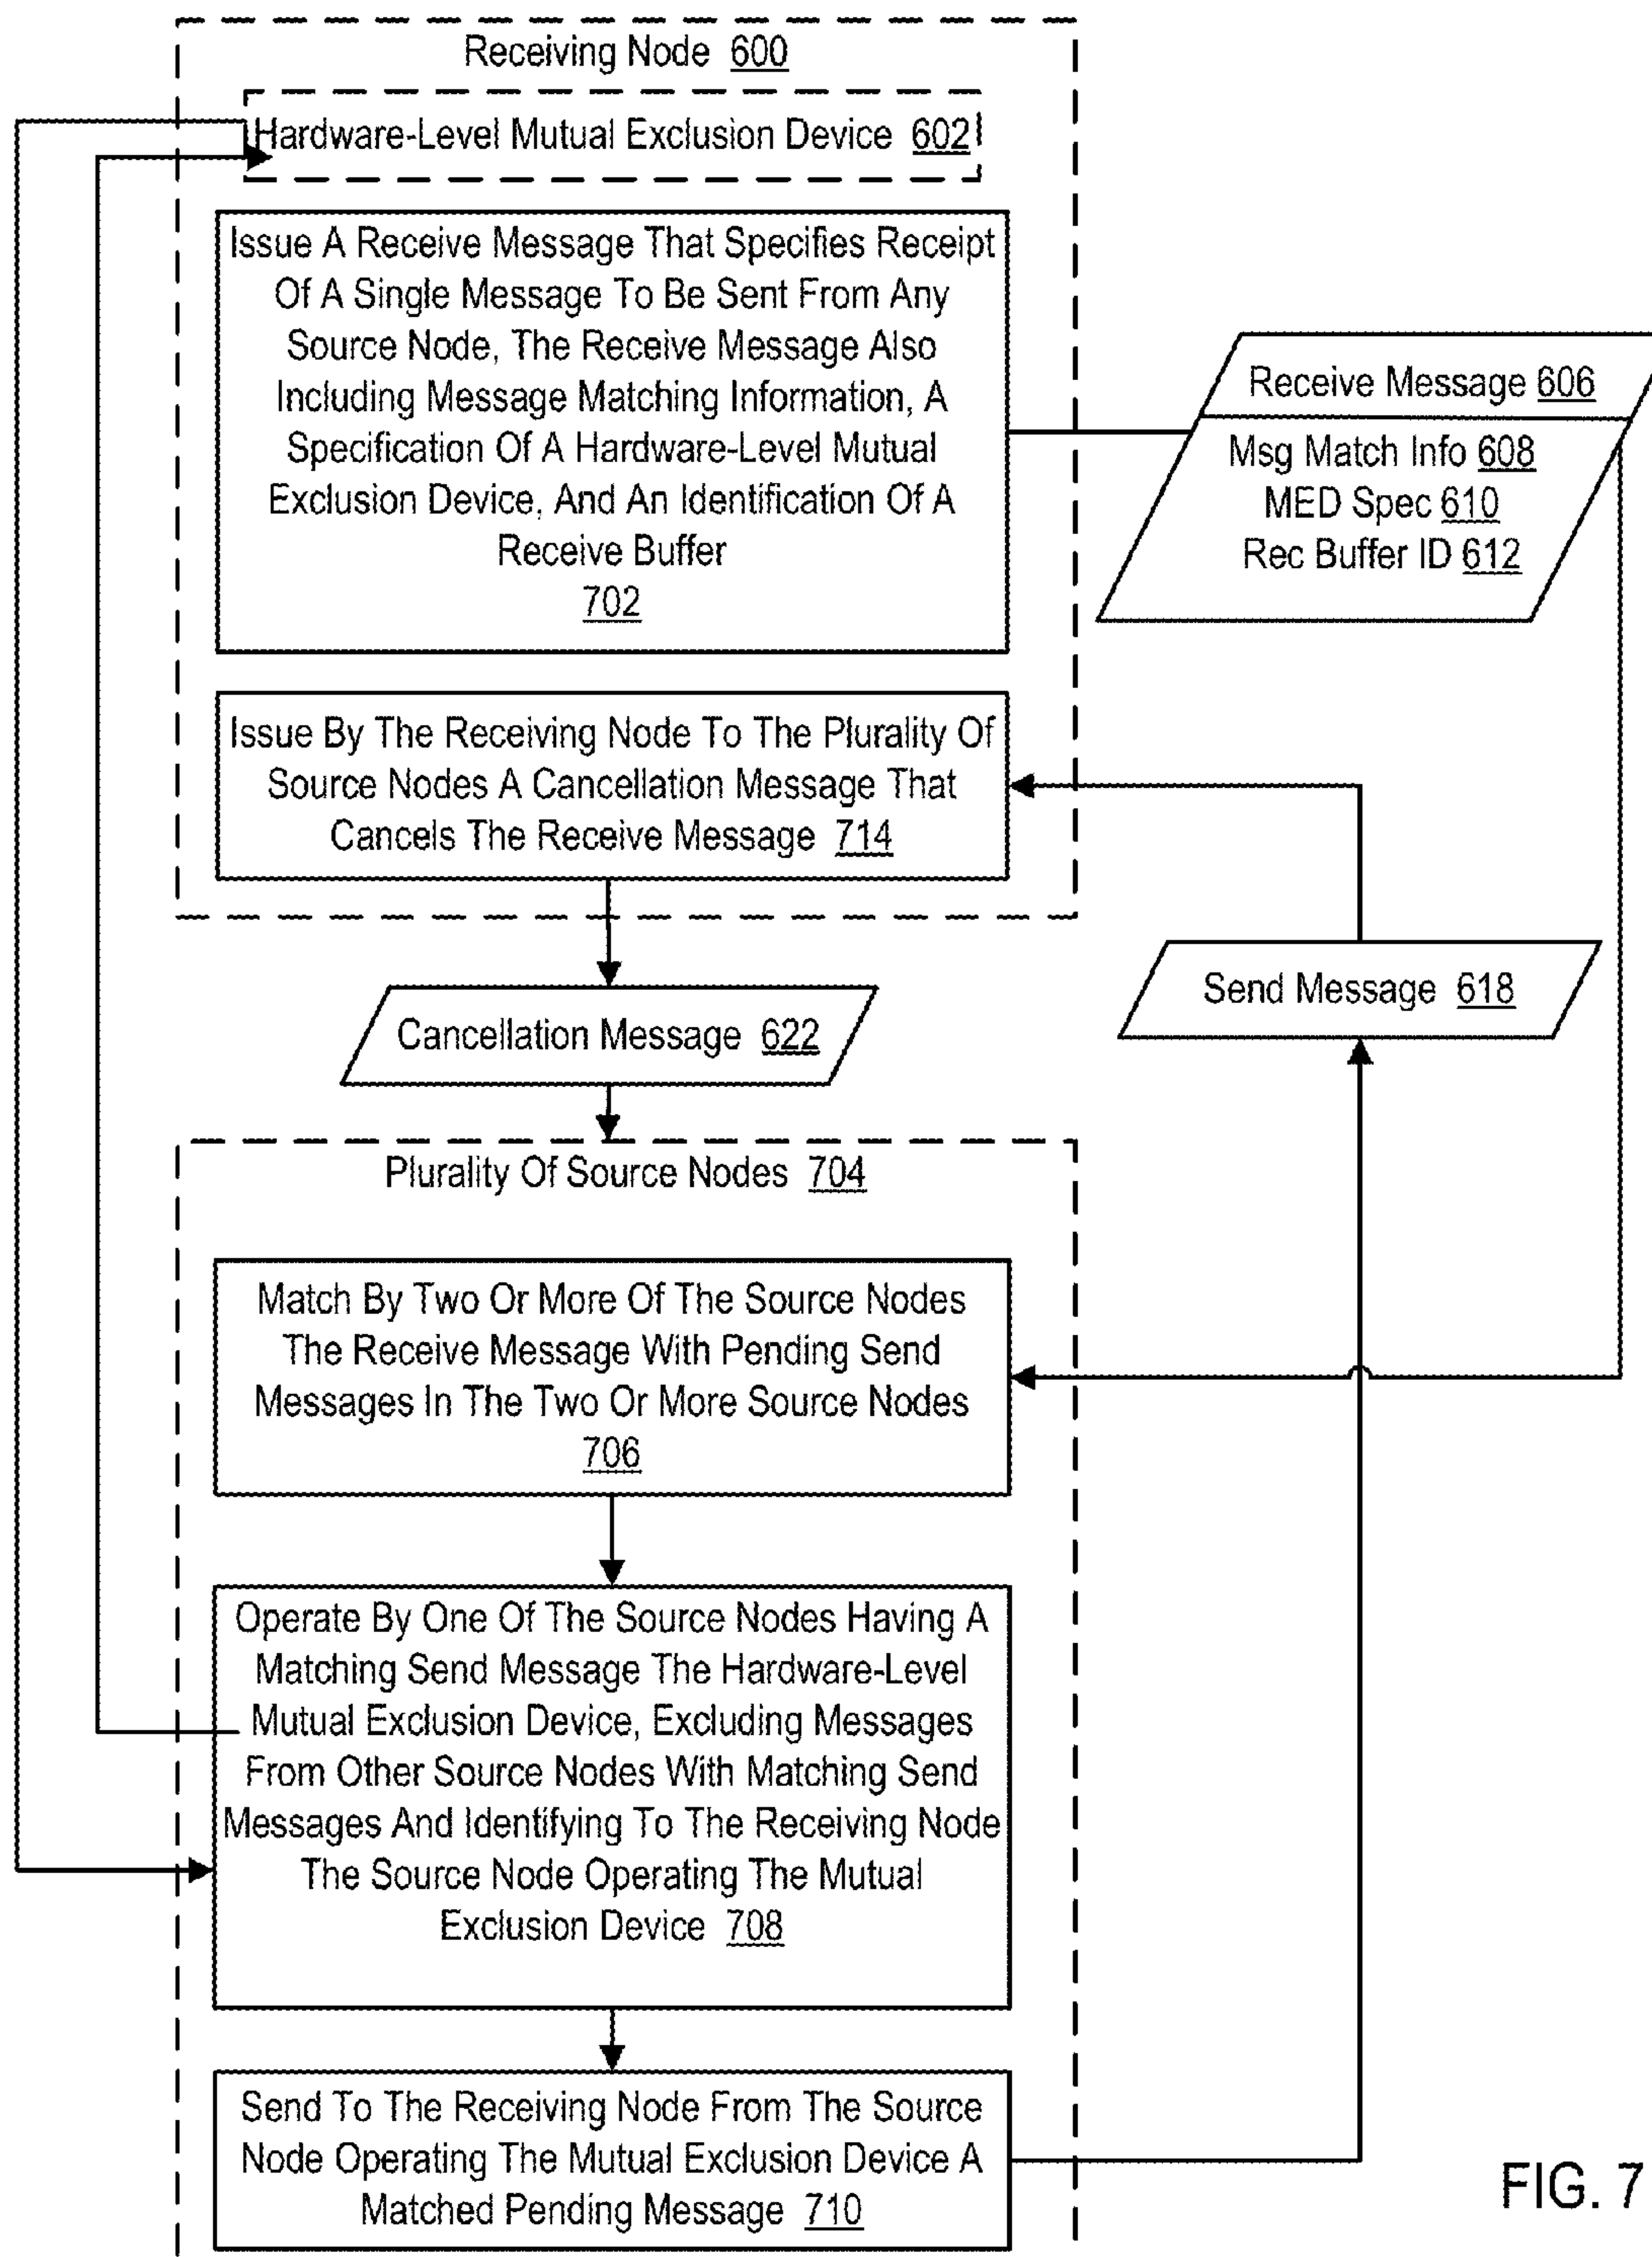 Receiving Node 600
Hardware-Level Mutual Exclusion Device 602
Issue A Receive Message That Specifies Receipt
Of A Single Message To Be Sent From Any
Source Node, The Receive Message Also
Including Message Matching Information, A
Specification Of A Hardware-Level Mutual
Exclusion Device, And An Identification Of A
Receive Buffer
702
Receive Message 606
Msg Match Info 608
MED Spec 610
Rec Buffer ID 612
Issue By The Receiving Node To The Plurality Of
Source Nodes A Cancellation Message That
Cancels The Receive Message 714
Send Message 618
Cancellation Message 622
Plurality Of Source Nodes 704
Match By Two Or More Of The Source Nodes
The Receive Message With Pending Send
Messages In The Two Or More Source Nodes
706
Operate By One Of The Source Nodes Having A
Matching Send Message The Hardware-Level
Mutual Exclusion Device, Excluding Messages
From Other Source Nodes With Matching Send
Messages And Identifying To The Receiving Node
The Source Node Operating The Mutual
Exclusion Device 708
Send To The Receiving Node From The Source
Node Operating The Mutual Exclusion Device A
Matched Pending Message 710
FIG. 7